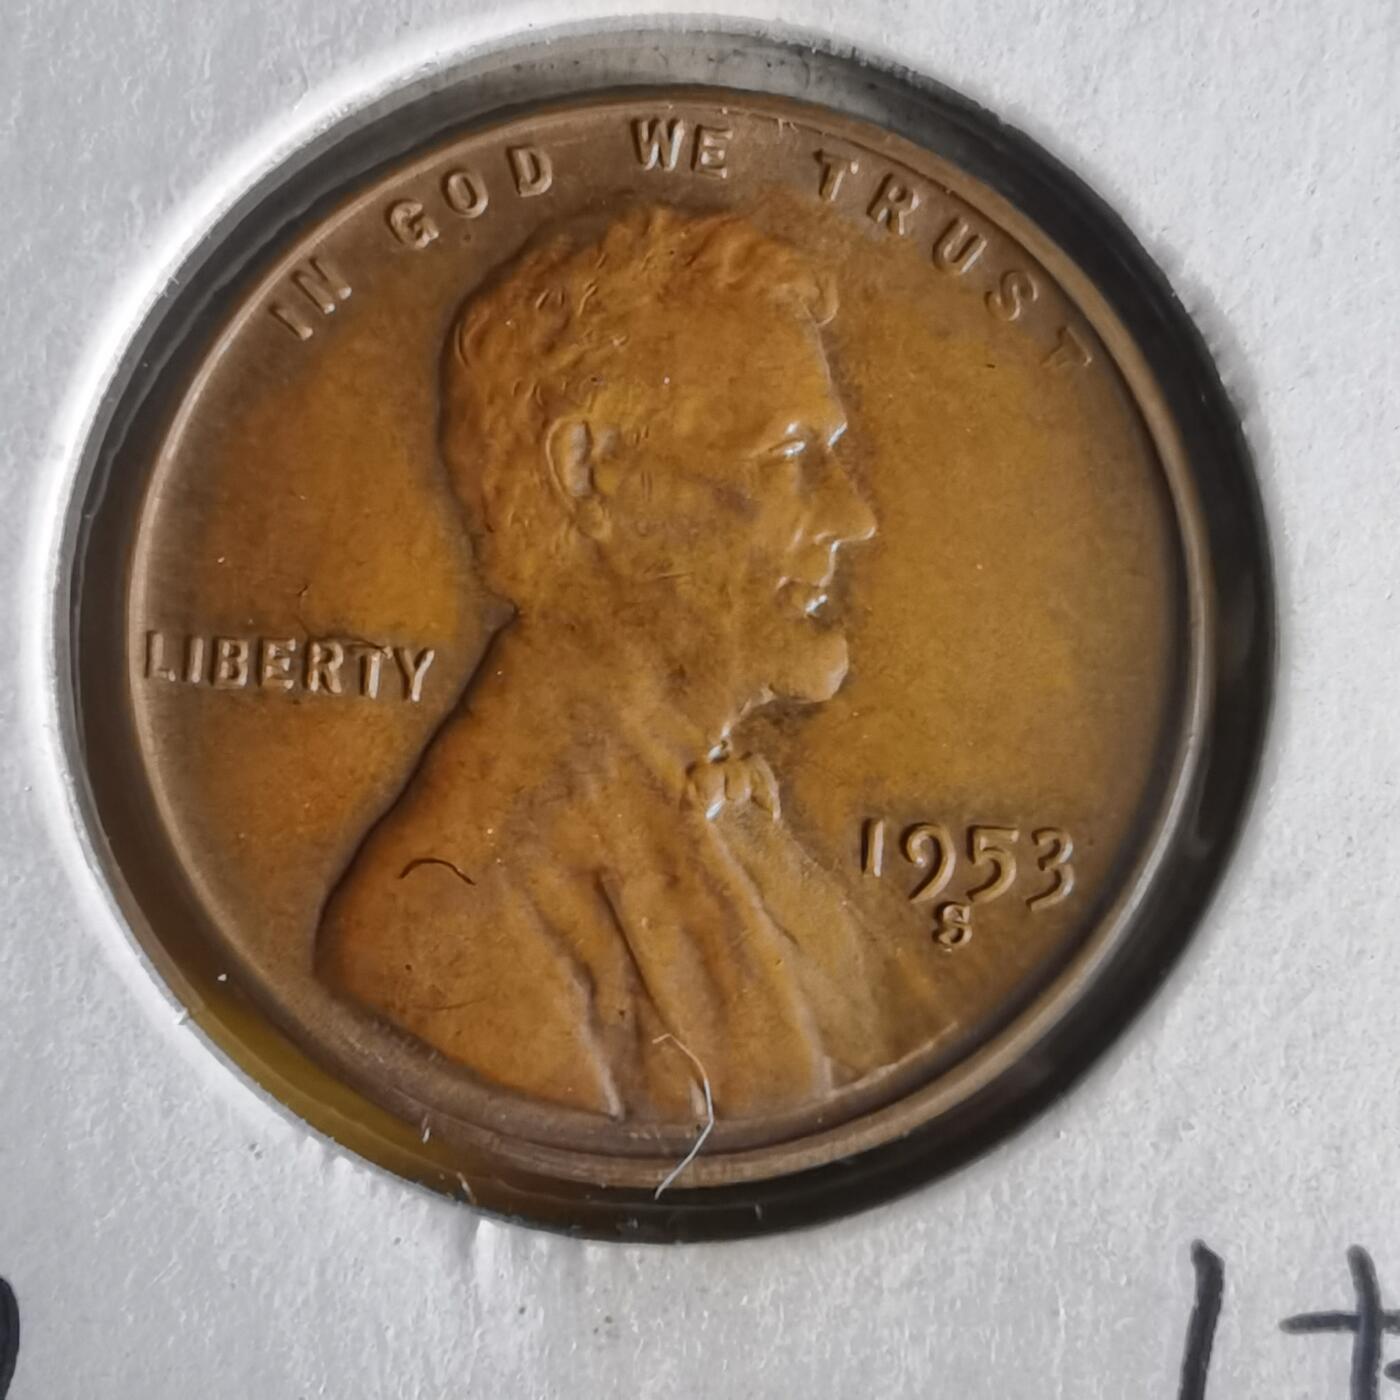 IN GOD WE TRUST
LIBERTY
1953
S